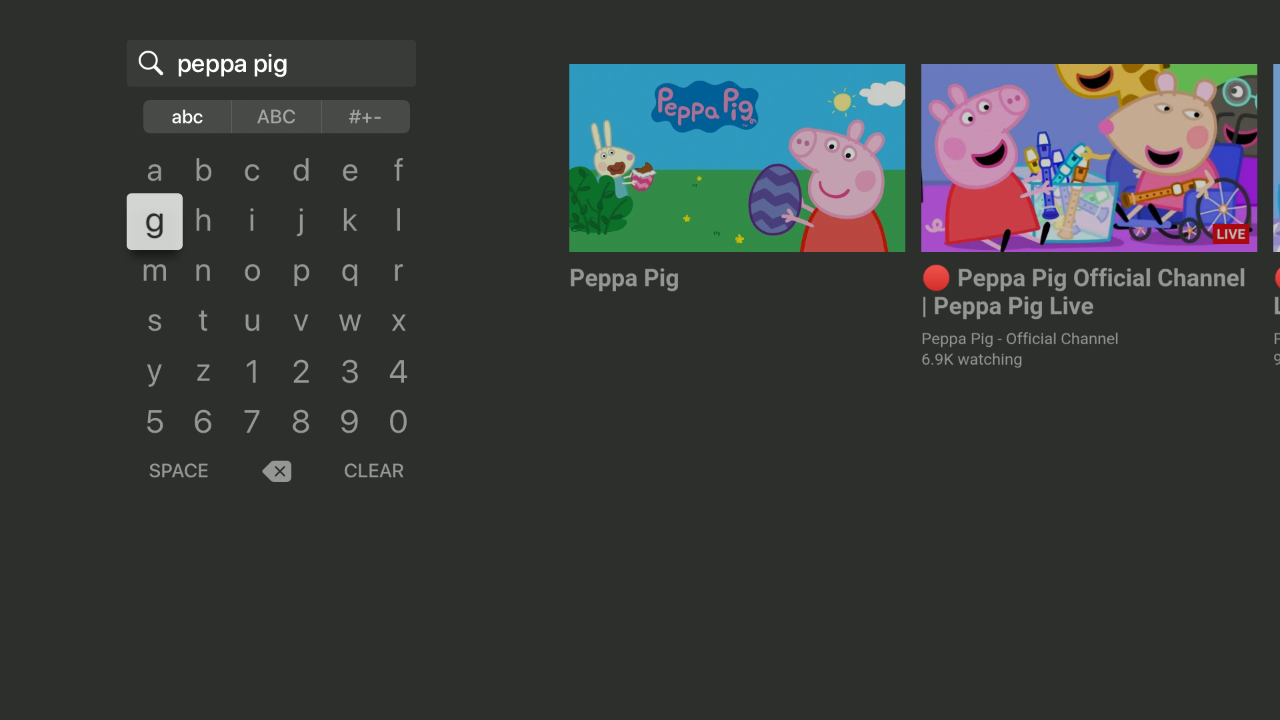 peppa pig
abc ABC #+-
a b c d e f
g h i j k l
m n o p q r
s t u v w x
y z 1 2 3 4
5 6 7 8 9 0
SPACE CLEAR
Peppa Pig
Peppa Pig
LIVE
🔴 Peppa Pig Official Channel
| Peppa Pig Live
Peppa Pig - Official Channel
6.9K watching